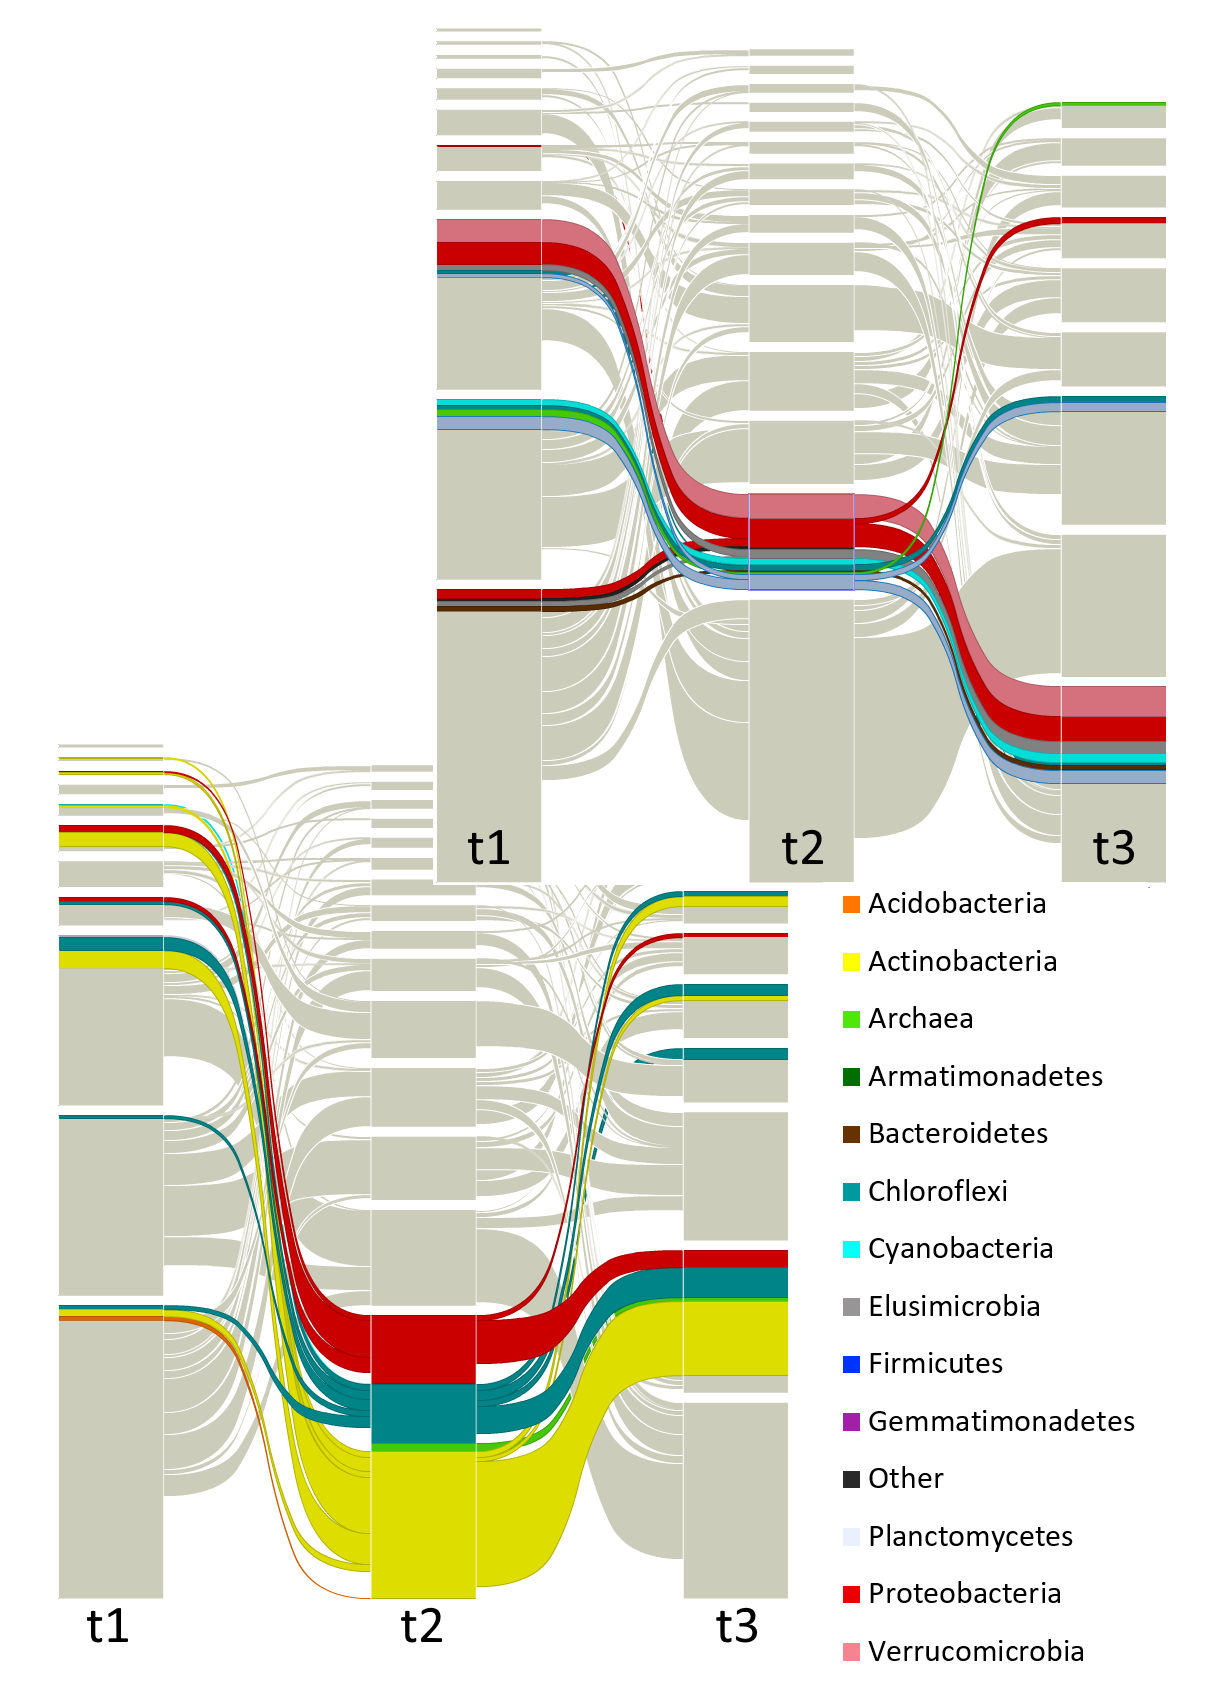 t1 t2 t3
Acidobacteria
Actinobacteria
Archaea
Armatimonadetes
Bacteroidetes
Chloroflexi
Cyanobacteria
Elusimicrobia
Firmicutes
Gemmatimonadetes
Other
Planctomycetes
Proteobacteria
Verrucomicrobia
t1 t2 t3